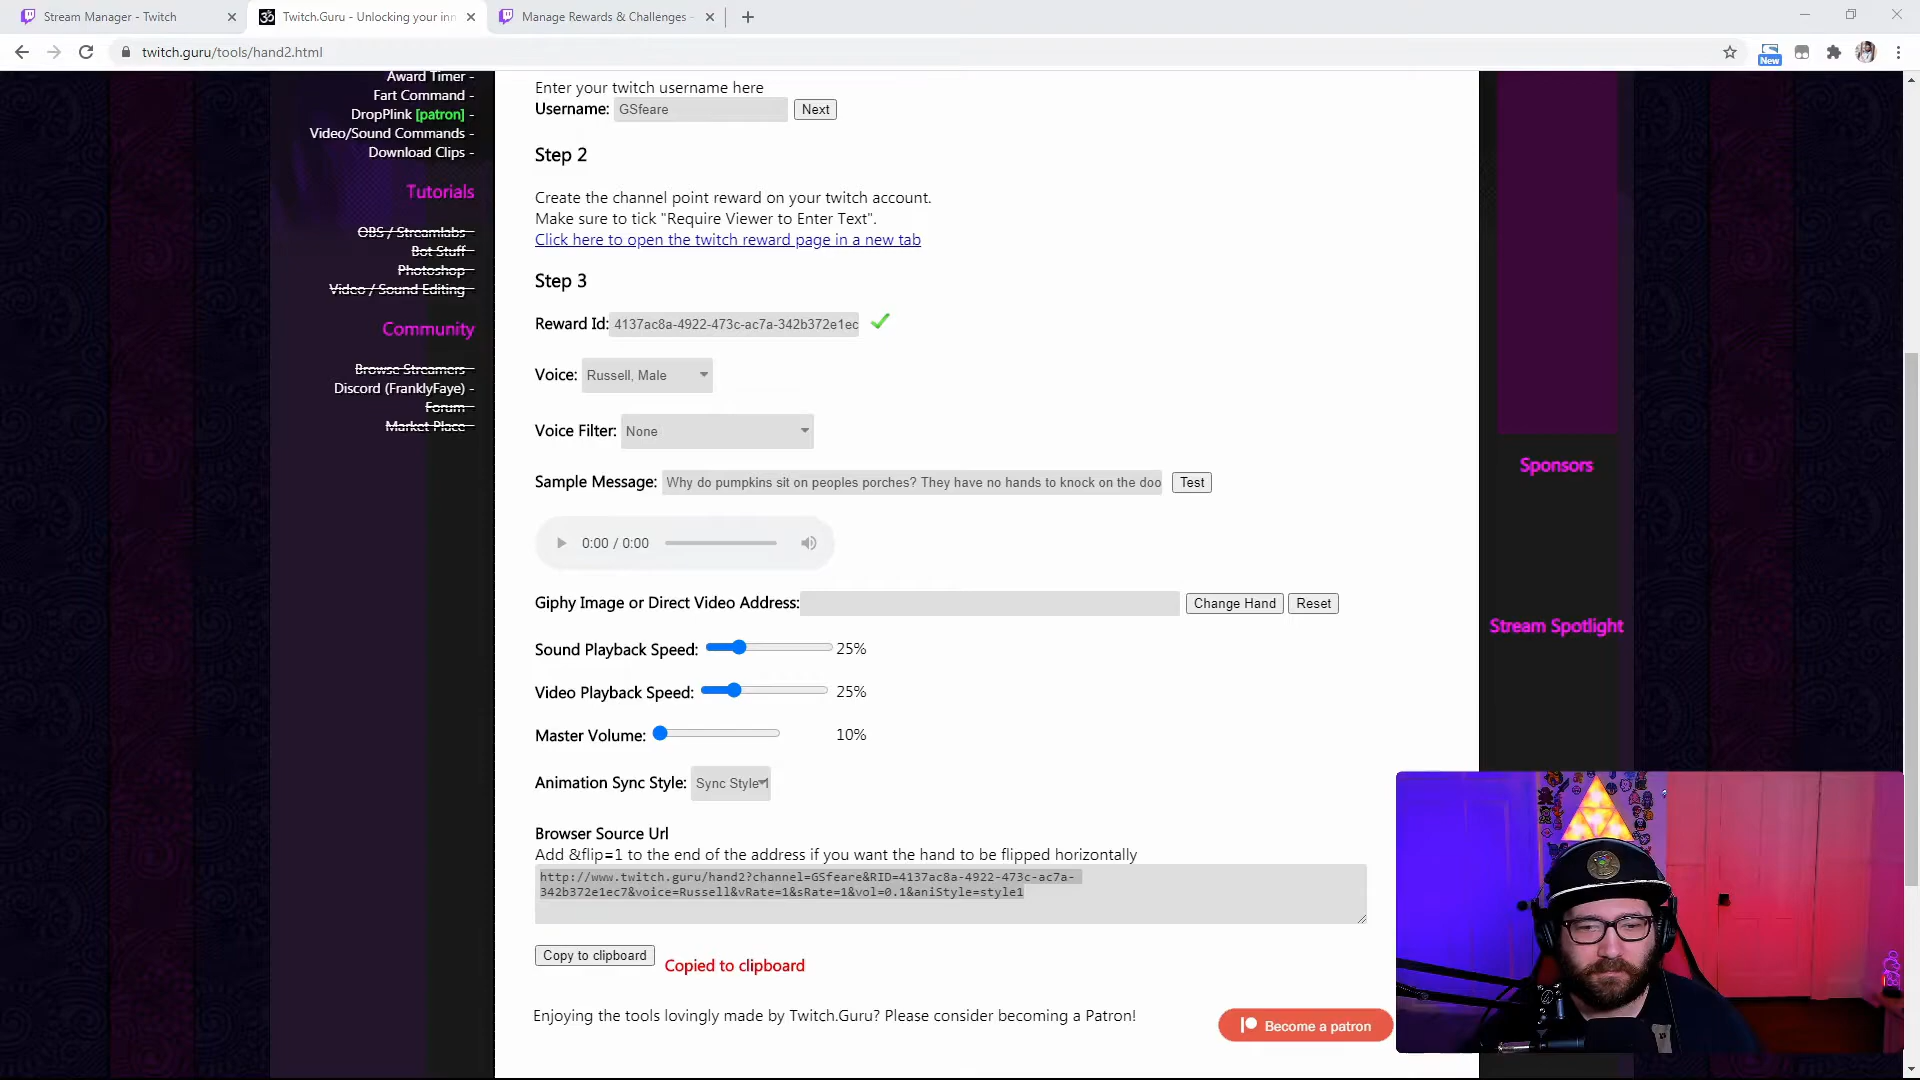 Stream Manager - Twitch
Twitch.Guru - Unlocking your inn
Manage Rewards & Challenges -
twitch.guru/tools/hand2.html
New
Award Timer -
Fart Command -
DropPlink [patron] -
Video/Sound Commands -
Download Clips -
Tutorials
OBS / Streamlabs -
Bot Stuff -
Photoshop -
Video / Sound Editing -
Community
Browse Streamers -
Discord (FranklyFaye) -
Forum -
Market Place -
Enter your twitch username here
Username: GSfeare Next
Step 2
Create the channel point reward on your twitch account.
Make sure to tick "Require Viewer to Enter Text".
Click here to open the twitch reward page in a new tab
Step 3
Reward Id: 4137ac8a-4922-473c-ac7a-342b372e1ec
Voice: Russell, Male
Voice Filter: None
Sample Message: Why do pumpkins sit on peoples porches? They have no hands to knock on the doo Test
0:00 / 0:00
Giphy Image or Direct Video Address: Change Hand Reset
Sound Playback Speed: 25%
Video Playback Speed: 25%
Master Volume: 10%
Animation Sync Style: Sync Style 1
Browser Source Url
Add &flip=1 to the end of the address if you want the hand to be flipped horizontally
http://www.twitch.guru/hand2?channel=GSfeare&RID=4137ac8a-4922-473c-ac7a-
342b372e1ec7&voice=Russell&vRate=1&sRate=1&vol=0.1&aniStyle=style1
Copy to clipboard Copied to clipboard
Enjoying the tools lovingly made by Twitch.Guru? Please consider becoming a Patron!
Become a patron
Sponsors
Stream Spotlight